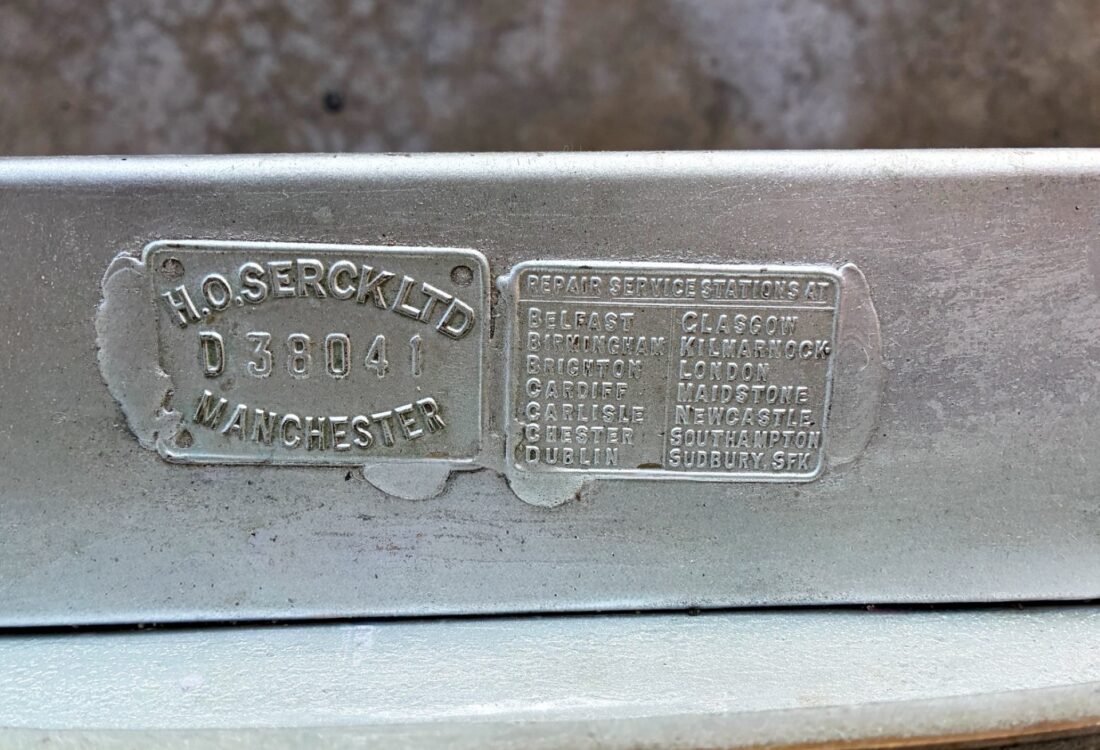 H.O. SERCK LTD
D 38041
MANCHESTER
REPAIR SERVICE STATIONS AT
BELFAST
BIRMINGHAM
BRIGHTON
CARDIFF
CARLISLE
CHESTER
DUBLIN
GLASGOW
KILMARNOCK
LONDON
MAIDSTONE
NEWCASTLE
SOUTHAMPTON
SUDBURY. SFK